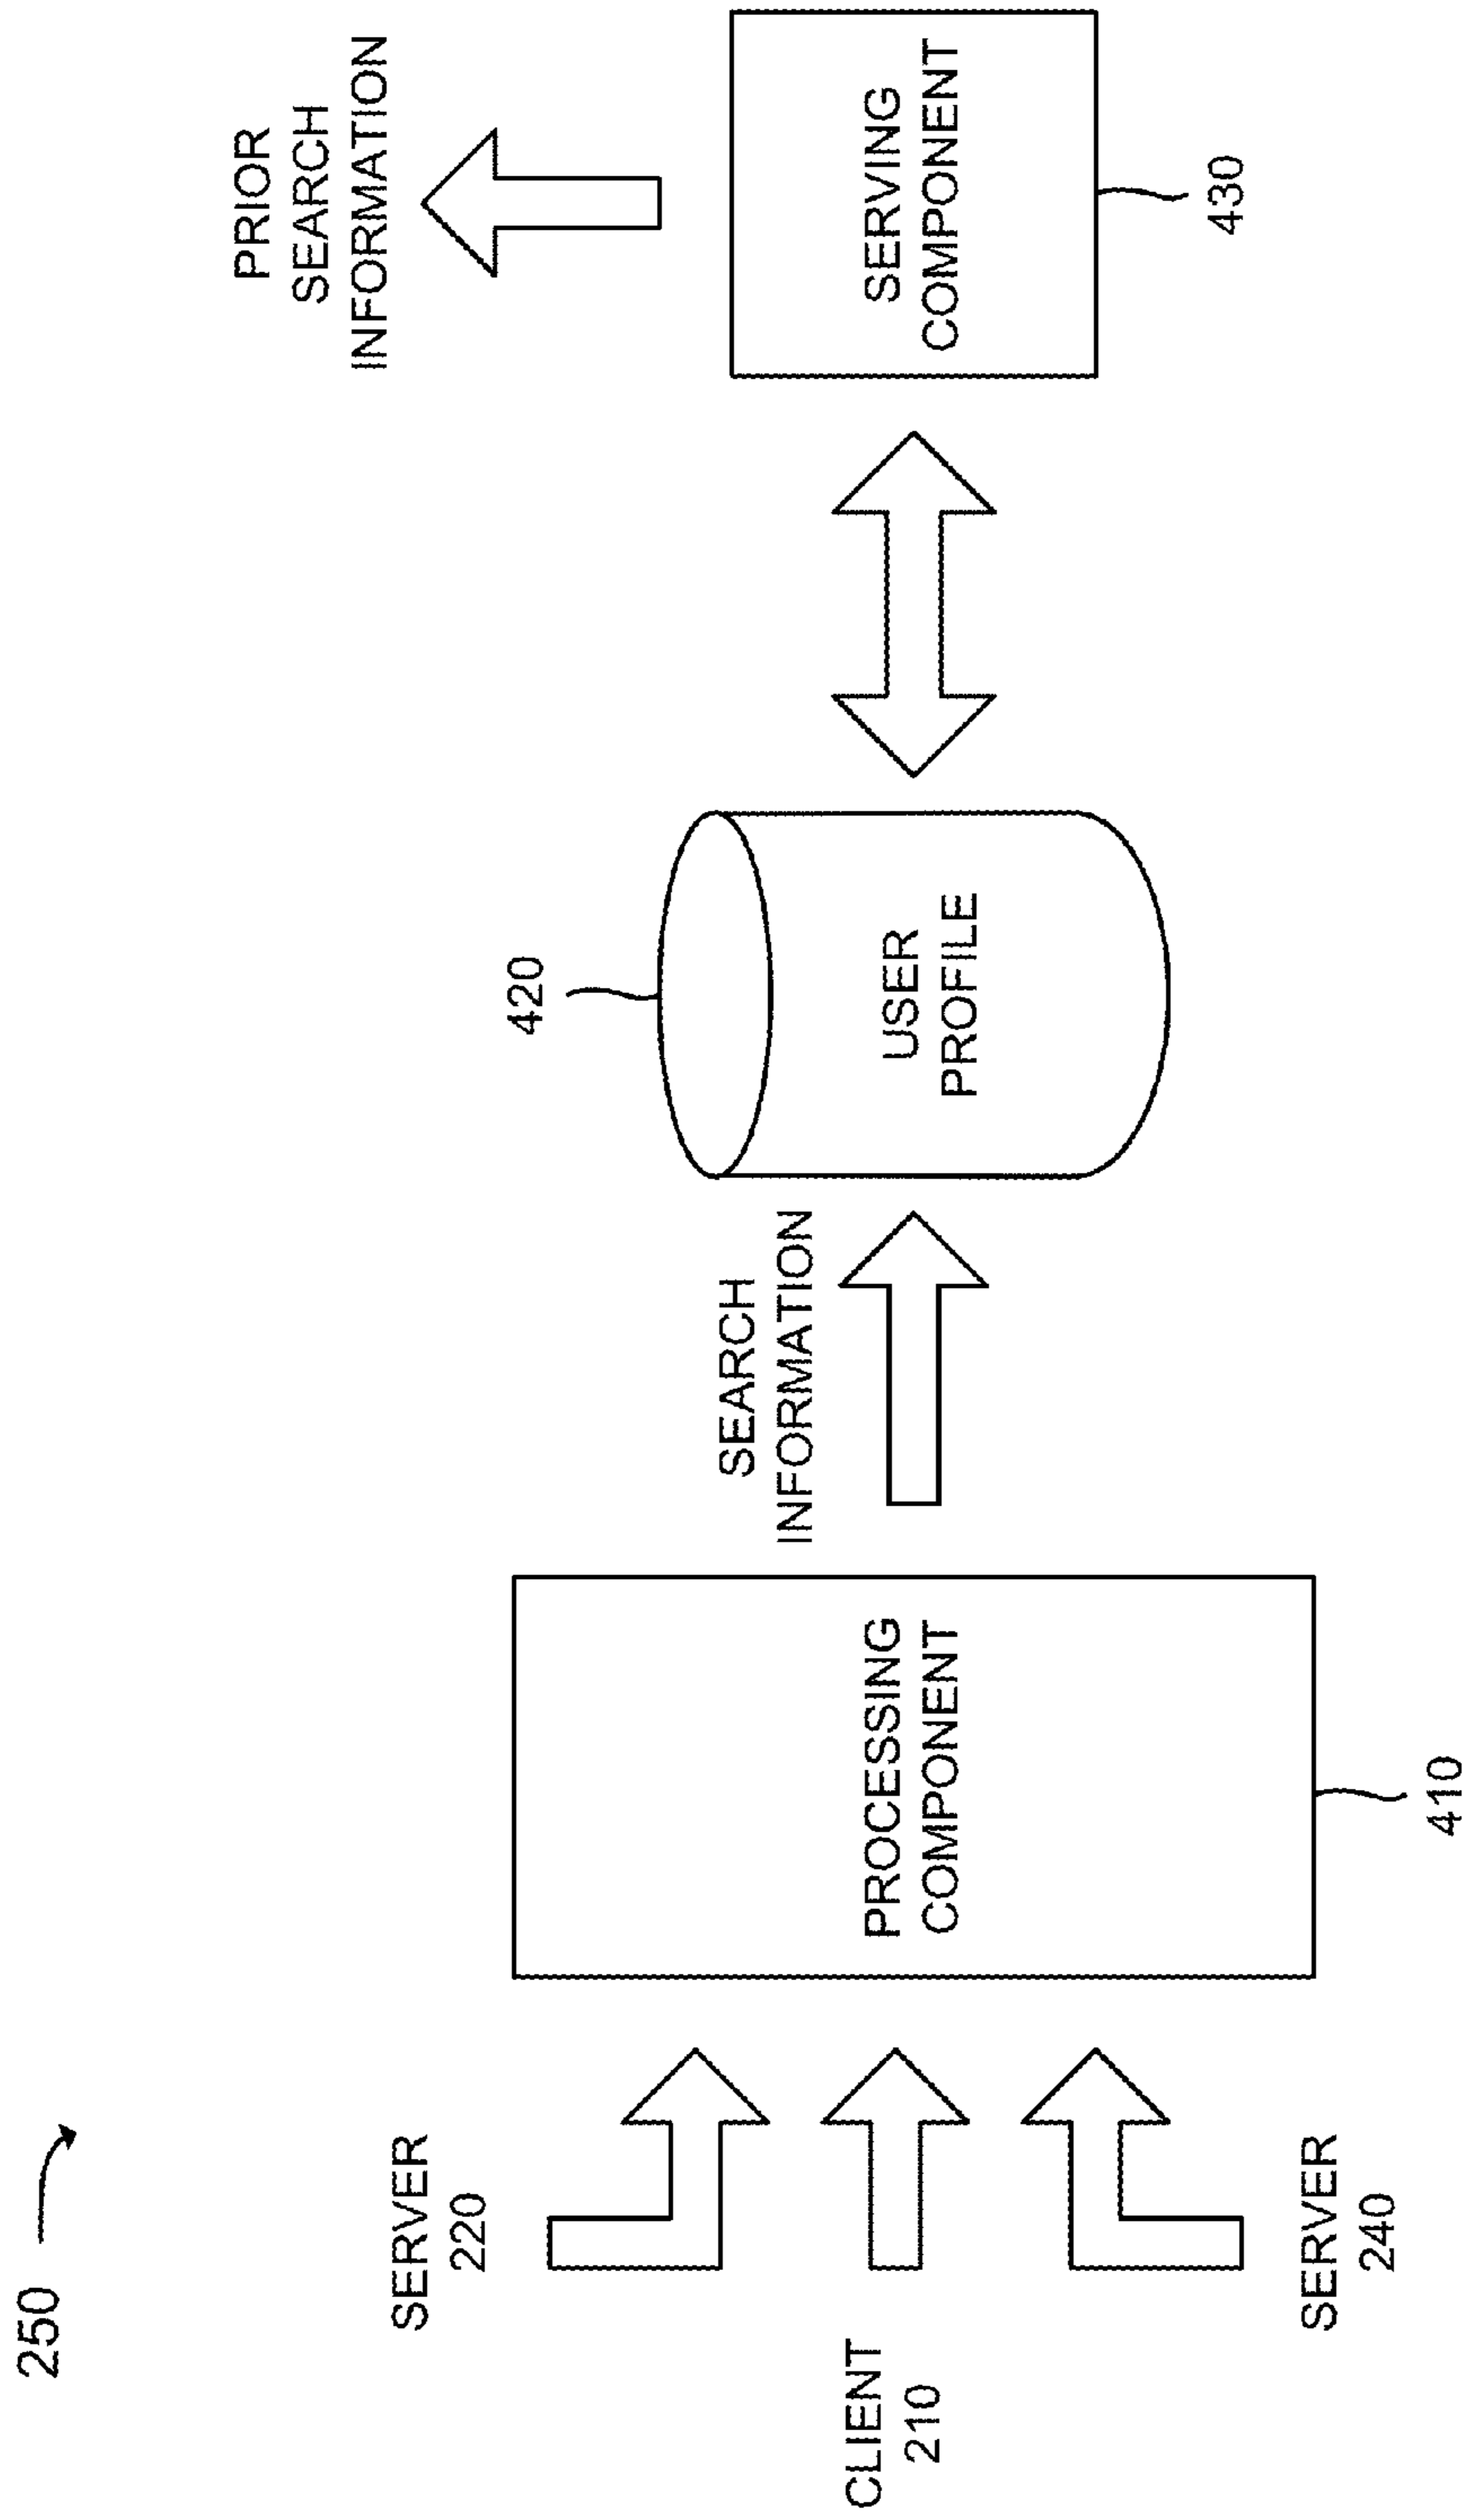 250
SERVER
220
CLIENT
210
SERVER
240
PROCESSING
COMPONENT
410
SEARCH
INFORMATION
420
USER
PROFILE
PRIOR
SEARCH
INFORMATION
SERVING
COMPONENT
430